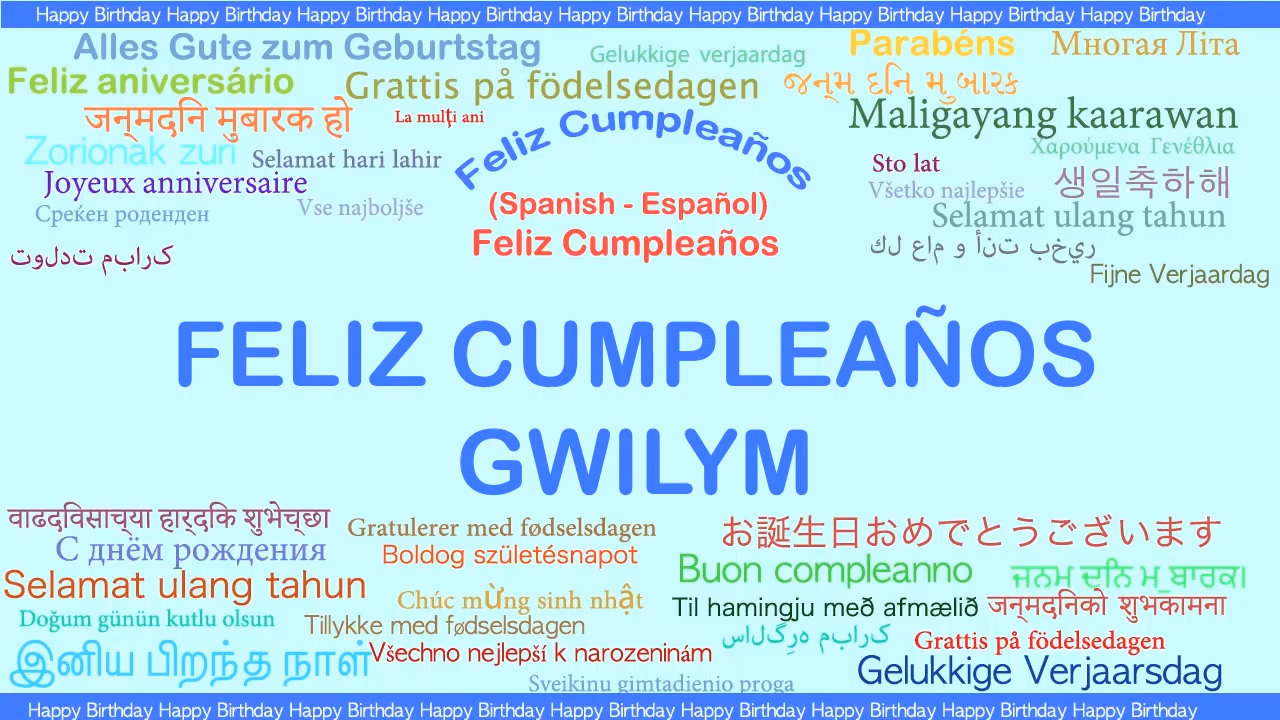 Happy Birthday Happy Birthday Happy Birthday Happy Birthday Happy Birthday Happy Birthday Happy Birthday Happy Birthday Happy Birthday
Alles Gute zum Geburtstag
Gelukkige verjaardag
Parabéns
Многая Літа
Feliz aniversário
Grattis på födelsedagen
જન્મ દિન મુબારક
जन्मदिन मुबारक हो
La mulţi ani
Feliz Cumpleaños
Maligayang kaarawan
Zorionak zuri
Selamat hari lahir
Χαρούμενα Γενέθλια
Sto lat
Joyeux anniversaire
(Spanish - Español)
Všetko najlepšie
생일축하해
Среќен роденден
Vse najboljše
Selamat ulang tahun
Feliz Cumpleaños
تولدت مبارک
كل عام و أنت بخير
Fijne Verjaardag
FELIZ CUMPLEAÑOS
GWILYM
वाढदिवसाच्या हार्दिक शुभेच्छा
Gratulerer med fødselsdagen
お誕生日おめでとうございます
С днём рождения
Boldog születésnapot
Buon compleanno
ਜਨਮ ਦਿਨ ਮੁਬਾਰਕ।
Selamat ulang tahun
Chúc mừng sinh nhật
Til hamingju með afmælið
जन्मदिनको शुभकामना
Doğum günün kutlu olsun
Tillykke med fødselsdagen
سالگرہ مبارک
Grattis på födelsedagen
இனிய பிறந்த நாள்
Všechno nejlepší k narozeninám
Gelukkige Verjaarsdag
Sveikinu gimtadienio proga
Happy Birthday Happy Birthday Happy Birthday Happy Birthday Happy Birthday Happy Birthday Happy Birthday Happy Birthday Happy Birthday